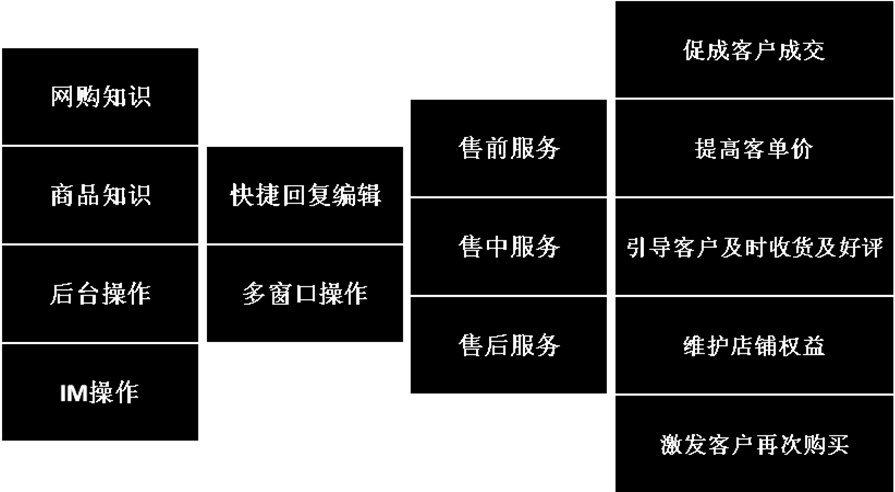 网购知识
商品知识
后台操作
IM操作
快捷回复编辑
多窗口操作
售前服务
售中服务
售后服务
促成客户成交
提高客单价
引导客户及时收货及好评
维护店铺权益
激发客户再次购买